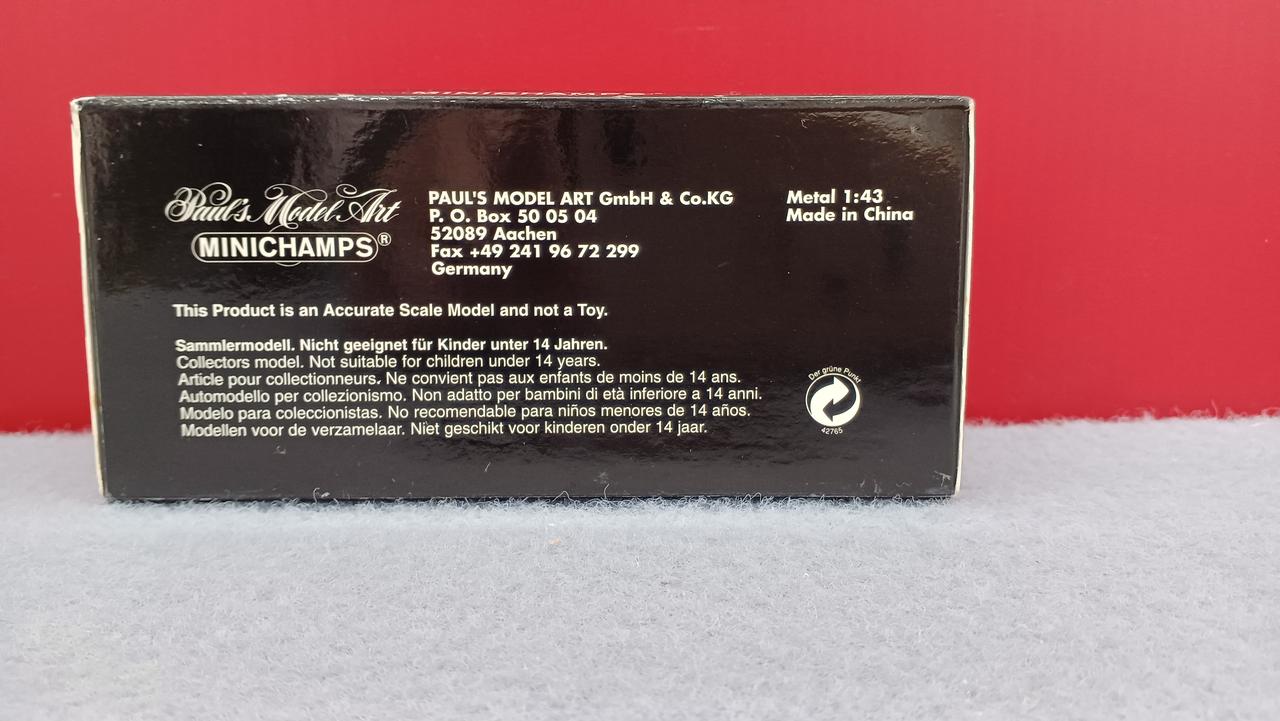 MINICHAMPS
Paul's Model Art
MINICHAMPS®
PAUL'S MODEL ART GmbH & Co.KG
P. O. Box 50 05 04
52089 Aachen
Fax +49 241 96 72 299
Germany
Metal 1:43
Made in China
This Product is an Accurate Scale Model and not a Toy.
Sammlermodell. Nicht geeignet für Kinder unter 14 Jahren.
Collectors model. Not suitable for children under 14 years.
Article pour collectionneurs. Ne convient pas aux enfants de moins de 14 ans.
Automodello per collezionismo. Non adatto per bambini di età inferiore a 14 anni.
Modelo para coleccionistas. No recomendable para niños menores de 14 años.
Modellen voor de verzamelaar. Niet geschikt voor kinderen onder 14 jaar.
Der grüne Punkt
42765